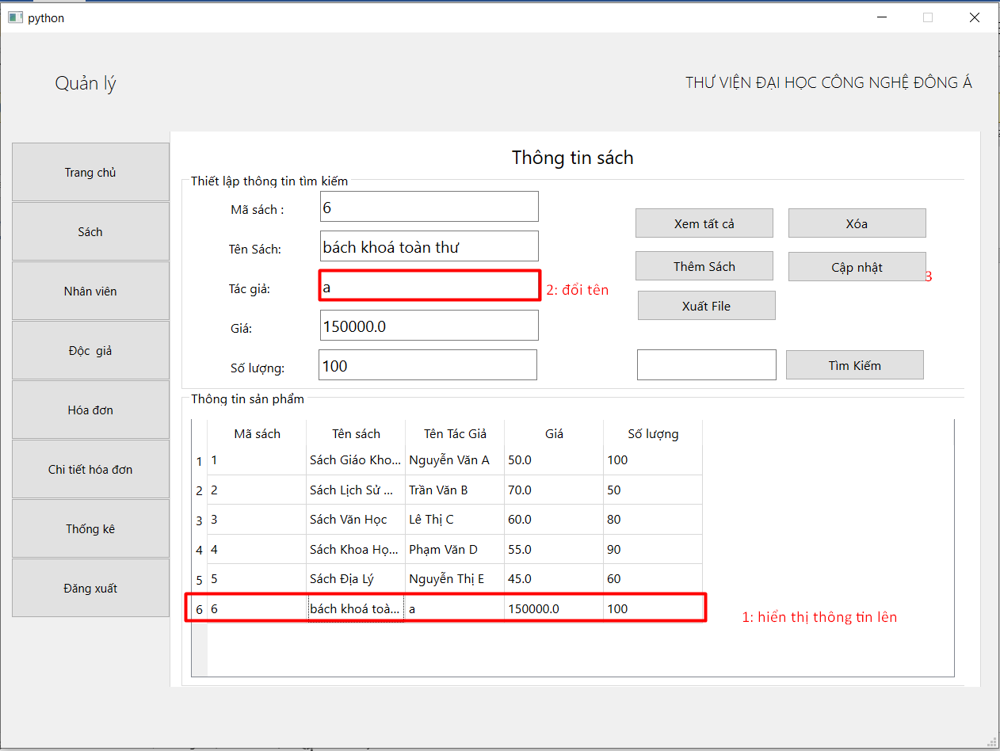 python
Quản lý
THƯ VIỆN ĐẠI HỌC CÔNG NGHỆ ĐÔNG Á
Trang chủ
Sách
Nhân viên
Độc giả
Hóa đơn
Chi tiết hóa đơn
Thống kê
Đăng xuất
Thông tin sách
Thiết lập thông tin tìm kiếm
Mã sách : 6
Tên Sách: bách khoá toàn thư
Tác giả: a 2: đổi tên
Giá: 150000.0
Số lượng: 100
Xem tất cả Xóa
Thêm Sách Cập nhật 3
Xuất File
Tìm Kiếm
Thông tin sản phẩm
Mã sách Tên sách Tên Tác Giả Giá Số lượng
1 1 Sách Giáo Kho... Nguyễn Văn A 50.0 100
2 2 Sách Lịch Sử ... Trần Văn B 70.0 50
3 3 Sách Văn Học Lê Thị C 60.0 80
4 4 Sách Khoa Họ... Phạm Văn D 55.0 90
5 5 Sách Địa Lý Nguyễn Thị E 45.0 60
6 6 bách khoá toà... a 150000.0 100
1: hiển thị thông tin lên